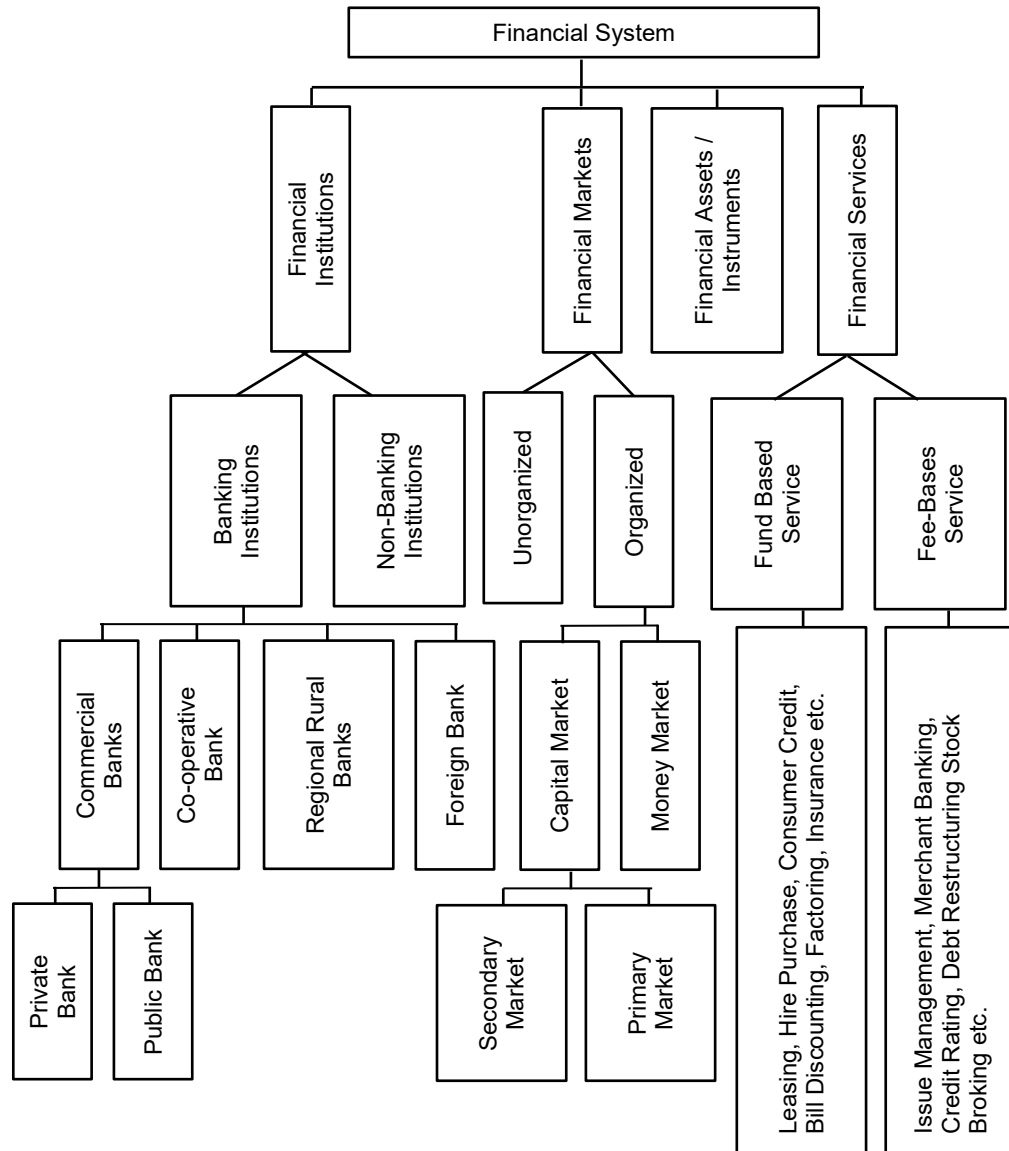 Financial System
Financial
Institutions
Financial Markets
Financial Assets /
Instruments
Financial Services
Banking
Institutions
Non-Banking
Institutions
Unorganized
Organized
Fund Based
Service
Fee-Bases
Service
Commercial
Banks
Co-operative
Bank
Regional Rural
Banks
Foreign Bank
Capital Market
Money Market
Leasing, Hire Purchase, Consumer Credit,
Bill Discounting, Factoring, Insurance etc.
Issue Management, Merchant Banking,
Credit Rating, Debt Restructuring Stock
Broking etc.
Private
Bank
Public Bank
Secondary
Market
Primary
Market